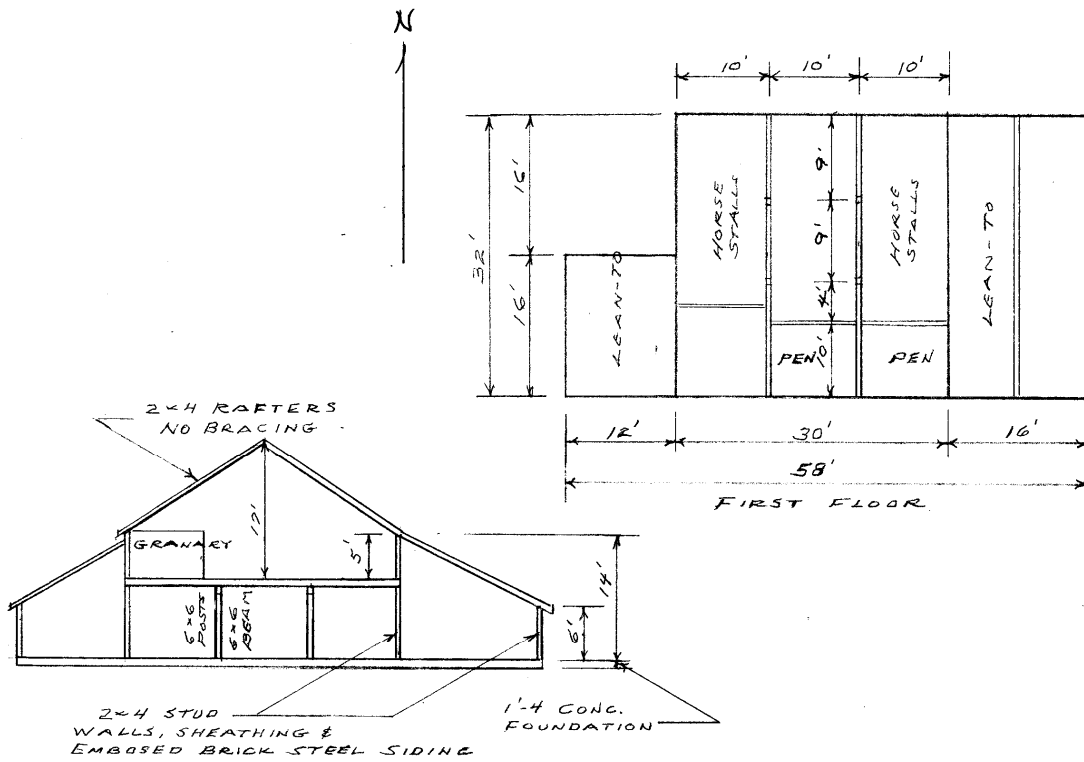 N
10'
10'
10'
32'
16'
16'
LEAN-TO
HORSE
STALLS
9'
9'
4'
10'
HORSE
STALLS
LEAN-TO
PEN
PEN
12'
30'
16'
58'
FIRST FLOOR
2x4 RAFTERS
NO BRACING
GRANARY
5'
14'
6'
6x6
POSTS
6x6
BEAM
2x4 STUD
WALLS, SHEATHING &
EMBOSED BRICK STEEL SIDING
1'-4 CONC.
FOUNDATION